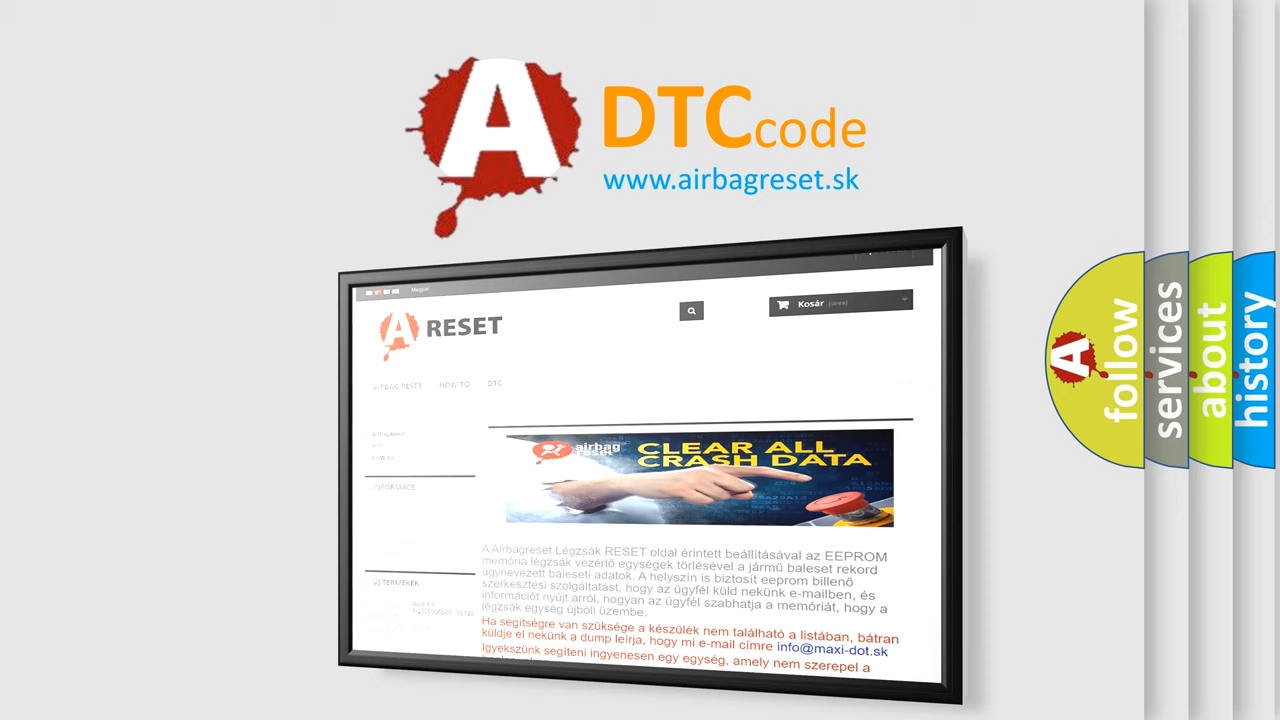 A
DTCcode
www.airbagreset.sk
Magyar
A RESET
Kosár
AIRBAG RESET HOW TO DTC
INFORMACE
airbag
reset
CLEAR ALL
CRASH DATA
A Airbagreset Légzsák RESET oldal érintett beállításával az EEPROM
memória légzsák vezérlő egységek törlésével a jármű baleset rekord
úgynevezett baleseti adatok. A helyszín is biztosít eeprom billenő
szerkesztési szolgáltatást, hogy az ügyfél küld nekünk e-mailben, és
információt nyújt arról, hogyan az ügyfél szabhatja a memóriát, hogy a
légzsák egység újbóli üzembe.
Ha segítségre van szüksége a készülék nem található a listában, bátran
küldje el nekünk a dump leírja, hogy mi e-mail címre info@maxi-dot.sk
Igyekszünk segíteni ingyenesen egy egység, amely nem szerepel a
ÚJ TERMÉKEK
A
follow
services
about
history